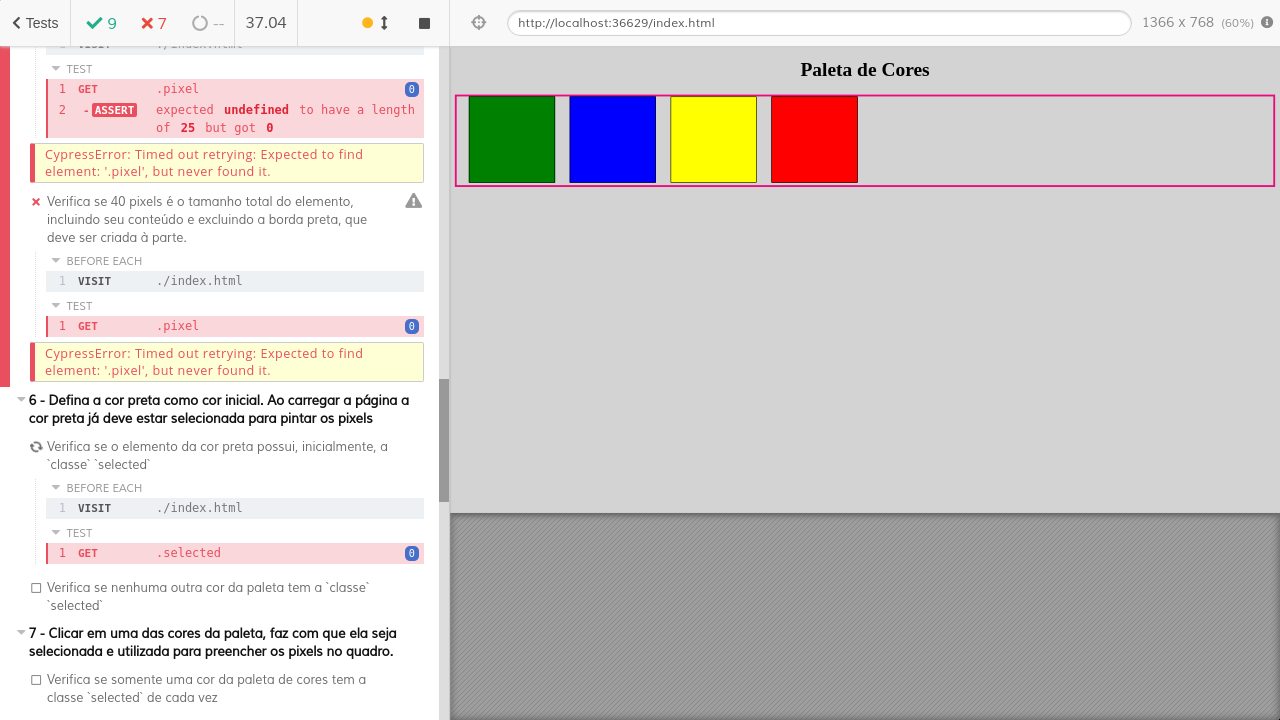 Tests 9 7 -- 37.04
http://localhost:36629/index.html 1366 x 768 (60%)
TEST
1 GET .pixel 0
2 -ASSERT expected undefined to have a length
of 25 but got 0
CypressError: Timed out retrying: Expected to find
element: '.pixel', but never found it.
Verifica se 40 pixels é o tamanho total do elemento,
incluindo seu conteúdo e excluindo a borda preta, que
deve ser criada à parte.
BEFORE EACH
1 VISIT ./index.html
TEST
1 GET .pixel 0
CypressError: Timed out retrying: Expected to find
element: '.pixel', but never found it.
6 - Defina a cor preta como cor inicial. Ao carregar a página a
cor preta já deve estar selecionada para pintar os pixels
Verifica se o elemento da cor preta possui, inicialmente, a
`classe` `selected`
BEFORE EACH
1 VISIT ./index.html
TEST
1 GET .selected 0
Verifica se nenhuma outra cor da paleta tem a `classe`
`selected`
7 - Clicar em uma das cores da paleta, faz com que ela seja
selecionada e utilizada para preencher os pixels no quadro.
Verifica se somente uma cor da paleta de cores tem a
classe `selected` de cada vez
Paleta de Cores